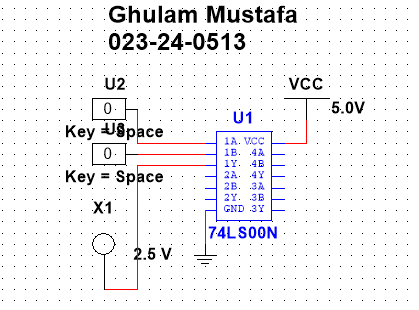 Ghulam Mustafa
023-24-0513
U2
VCC
0
5.0V
U1
Key = Space
U3
0
1A VCC
1B 4A
1Y 4B
2A 4Y
2B 3A
2Y 3B
GND 3Y
Key = Space
X1
74LS00N
2.5 V